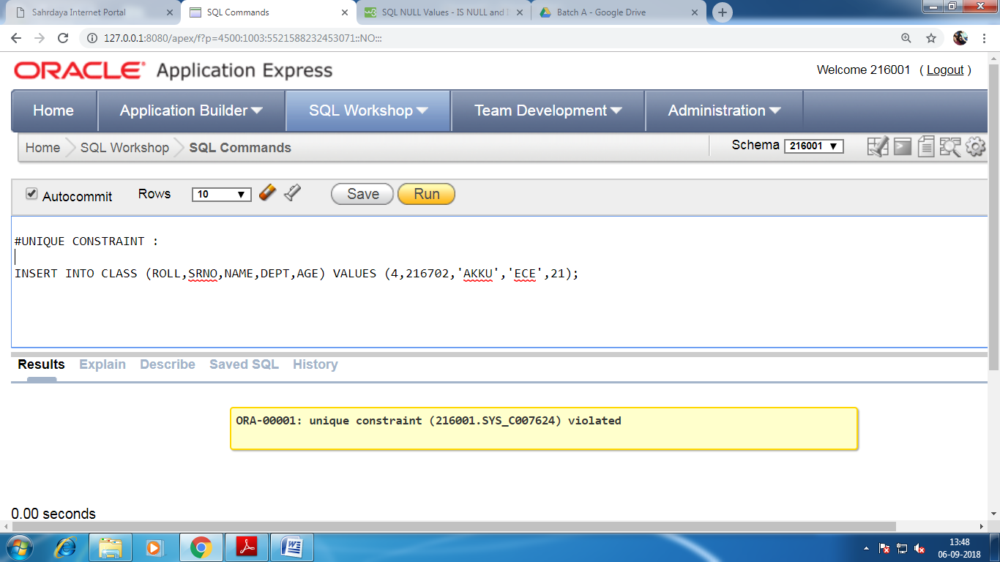 Sahrdaya Internet Portal
SQL Commands
SQL NULL Values - IS NULL and I
Batch A - Google Drive
127.0.0.1:8080/apex/f?p=4500:1003:5521588232453071::NO:::
ORACLE Application Express
Welcome 216001 ( Logout )
Home
Application Builder
SQL Workshop
Team Development
Administration
Home SQL Workshop SQL Commands
Schema 216001
Autocommit Rows 10 Save Run
#UNIQUE CONSTRAINT :
INSERT INTO CLASS (ROLL,SRNO,NAME,DEPT,AGE) VALUES (4,216702,'AKKU','ECE',21);
Results Explain Describe Saved SQL History
ORA-00001: unique constraint (216001.SYS_C007624) violated
0.00 seconds
13:48
06-09-2018